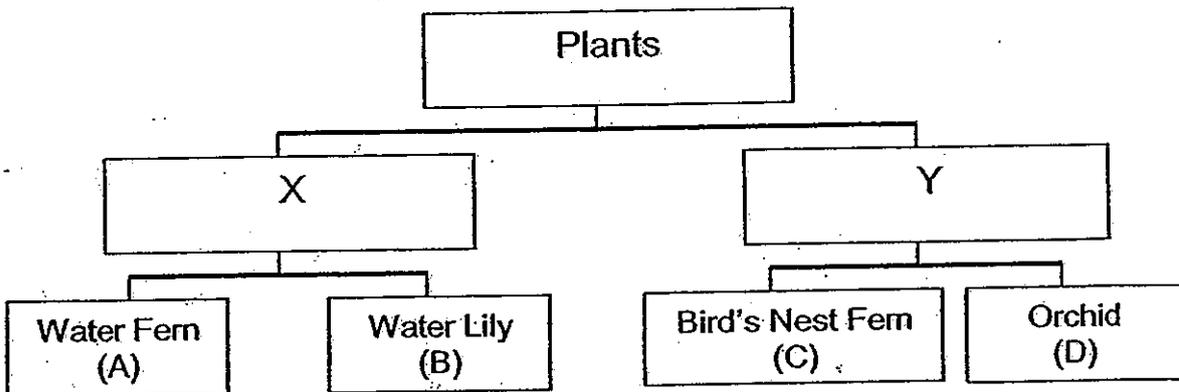 Plants
X
Y
Water Fern
(A)
Water Lily
(B)
Bird's Nest Fern
(C)
Orchid
(D)